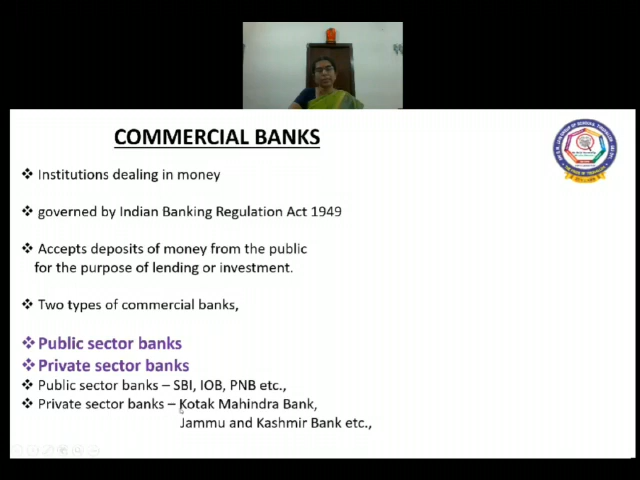 COMMERCIAL BANKS
❖ Institutions dealing in money
❖ governed by Indian Banking Regulation Act 1949
❖ Accepts deposits of money from the public
for the purpose of lending or investment.
❖ Two types of commercial banks,
❖ Public sector banks
❖ Private sector banks
❖ Public sector banks – SBI, IOB, PNB etc.,
❖ Private sector banks – Kotak Mahindra Bank,
Jammu and Kashmir Bank etc.,